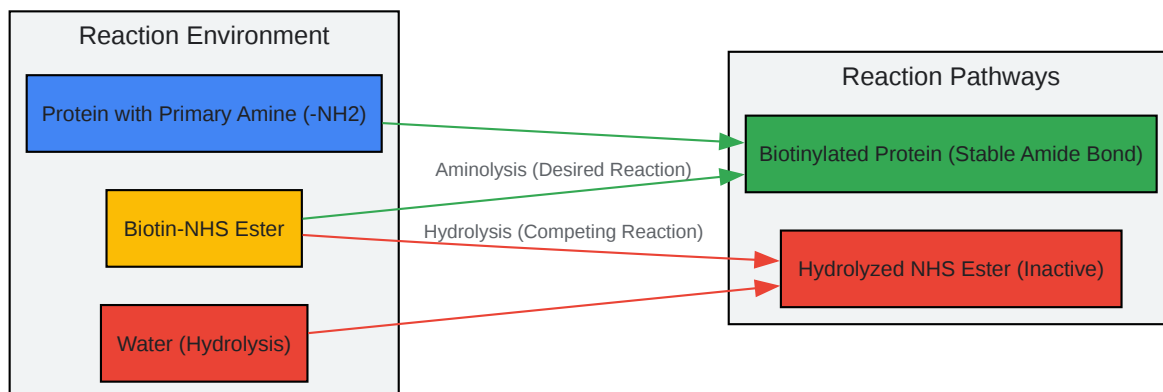 Reaction Environment
Protein with Primary Amine (-NH2)
Biotin-NHS Ester
Water (Hydrolysis)
Aminolysis (Desired Reaction)
Hydrolysis (Competing Reaction)
Reaction Pathways
Biotinylated Protein (Stable Amide Bond)
Hydrolyzed NHS Ester (Inactive)